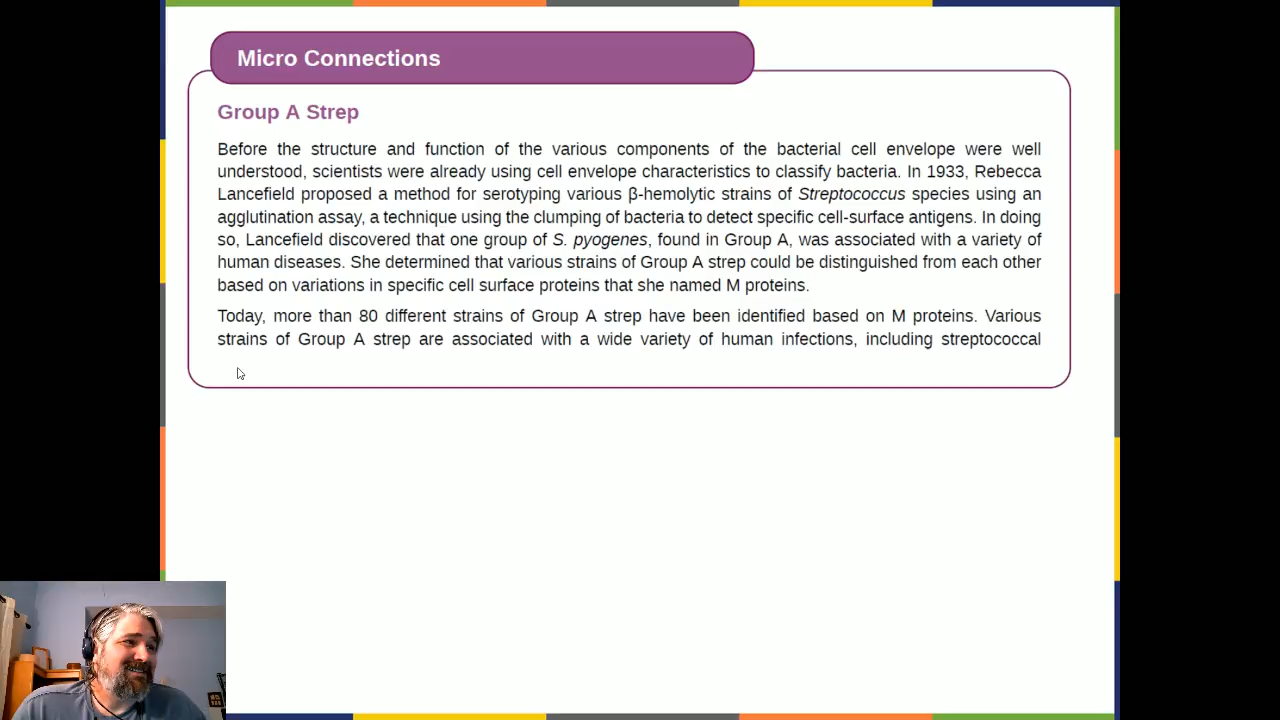 Micro Connections
Group A Strep
Before the structure and function of the various components of the bacterial cell envelope were well
understood, scientists were already using cell envelope characteristics to classify bacteria. In 1933, Rebecca
Lancefield proposed a method for serotyping various β-hemolytic strains of Streptococcus species using an
agglutination assay, a technique using the clumping of bacteria to detect specific cell-surface antigens. In doing
so, Lancefield discovered that one group of S. pyogenes, found in Group A, was associated with a variety of
human diseases. She determined that various strains of Group A strep could be distinguished from each other
based on variations in specific cell surface proteins that she named M proteins.
Today, more than 80 different strains of Group A strep have been identified based on M proteins. Various
strains of Group A strep are associated with a wide variety of human infections, including streptococcal